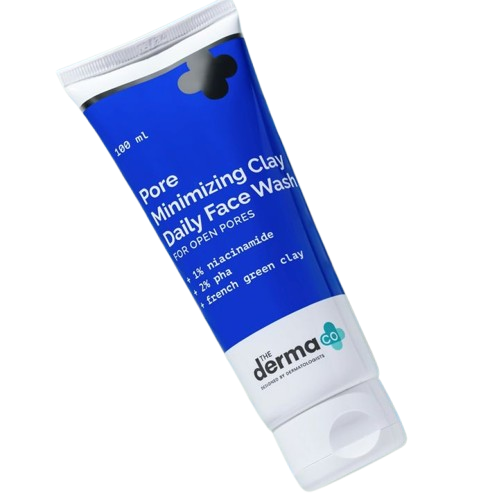 100 ml
Pore
Minimizing Clay
Daily Face Wash
FOR OPEN PORES
+ 1% niacinamide
+ 2% pha
+ french green clay
THE
derma co
DESIGNED BY DERMATOLOGISTS